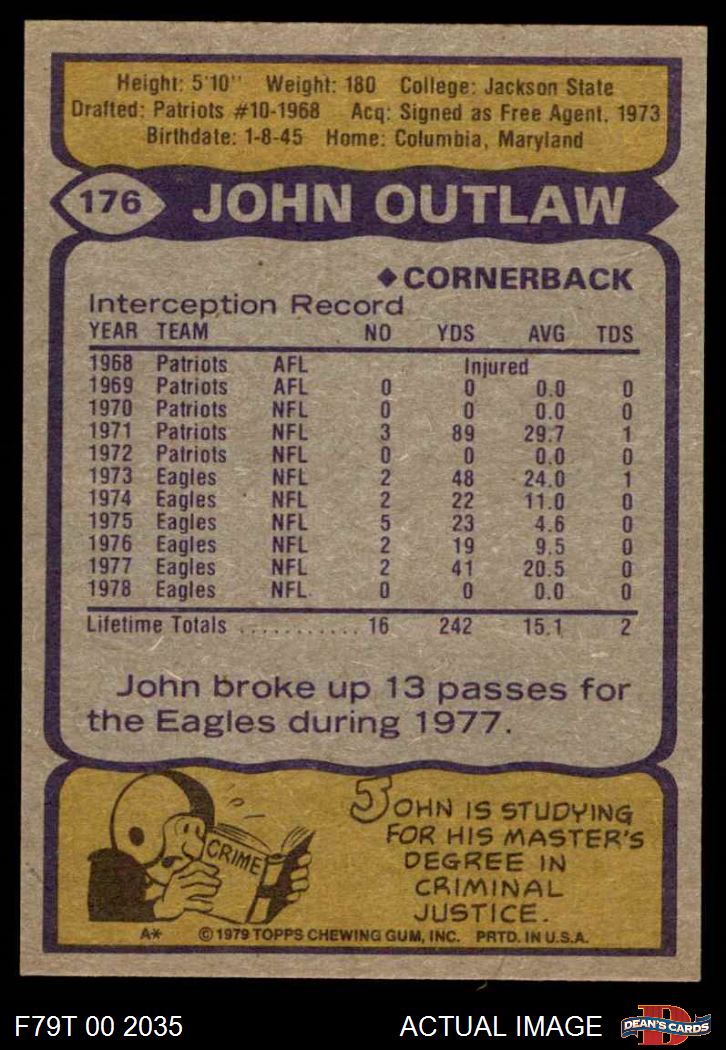 Height: 5'10" Weight: 180 College: Jackson State
Drafted: Patriots #10-1968 Acq: Signed as Free Agent, 1973
Birthdate: 1-8-45 Home: Columbia, Maryland
176 JOHN OUTLAW
◆CORNERBACK
Interception Record
YEAR TEAM NO YDS AVG TDS
1968 Patriots AFL Injured
1969 Patriots AFL 0 0 0.0 0
1970 Patriots NFL 0 0 0.0 0
1971 Patriots NFL 3 89 29.7 1
1972 Patriots NFL 0 0 0.0 0
1973 Eagles NFL 2 48 24.0 1
1974 Eagles NFL 2 22 11.0 0
1975 Eagles NFL 5 23 4.6 0
1976 Eagles NFL 2 19 9.5 0
1977 Eagles NFL 2 41 20.5 0
1978 Eagles NFL 0 0 0.0 0
Lifetime Totals ........... 16 242 15.1 2
John broke up 13 passes for
the Eagles during 1977.
CRIME
JOHN IS STUDYING
FOR HIS MASTER'S
DEGREE IN
CRIMINAL
JUSTICE.
A* ©1979 TOPPS CHEWING GUM, INC. PRTD. IN U.S.A.
F79T 00 2035 ACTUAL IMAGE
D
DEAN'S CARDS